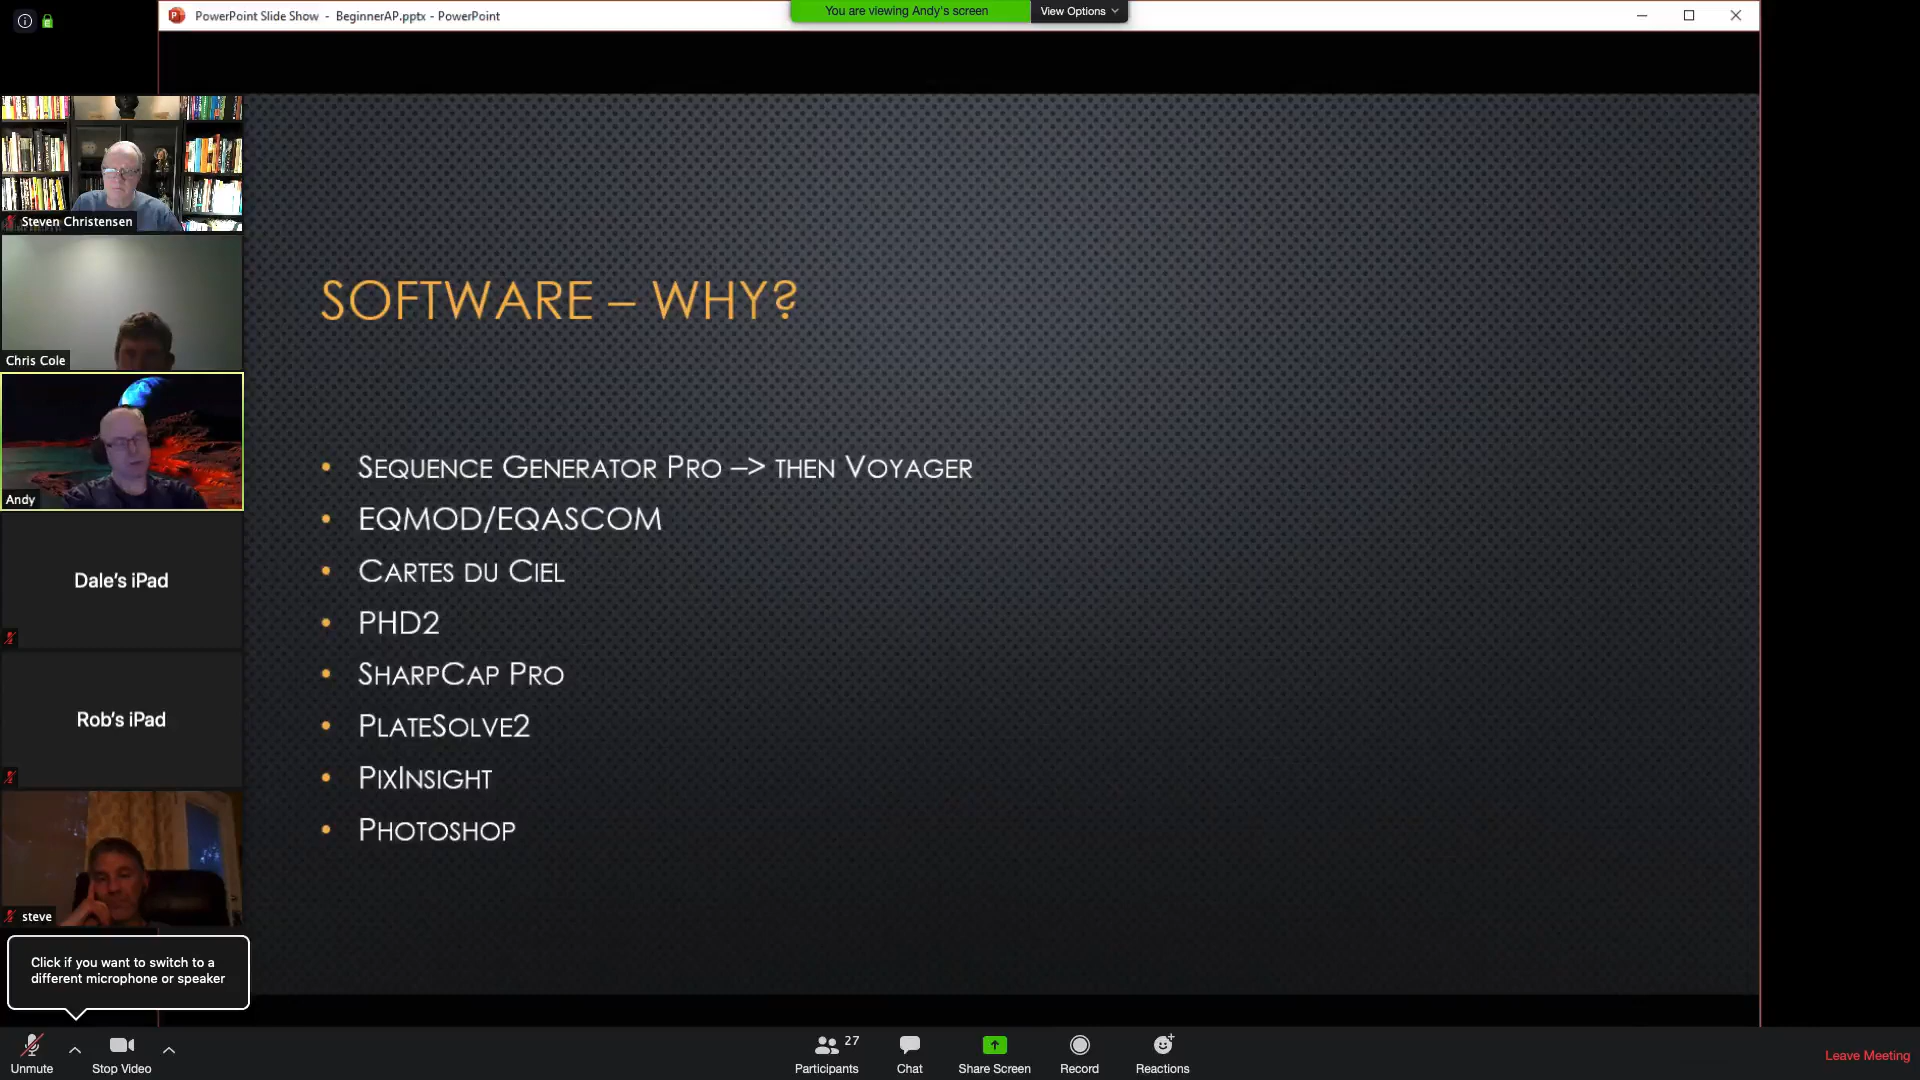 PowerPoint Slide Show - BeginnerAP.pptx - PowerPoint
You are viewing Andy's screen
View Options
Steven Christensen
Chris Cole
Andy
Dale's iPad
Rob's iPad
steve
SOFTWARE – WHY?
• SEQUENCE GENERATOR PRO –> THEN VOYAGER
• EQMOD/EQASCOM
• CARTES DU CIEL
• PHD2
• SHARPCAP PRO
• PLATESOLVE2
• PIXINSIGHT
• PHOTOSHOP
Click if you want to switch to a
different microphone or speaker
Unmute
Stop Video
Participants
27
Chat
Share Screen
Record
Reactions
Leave Meeting